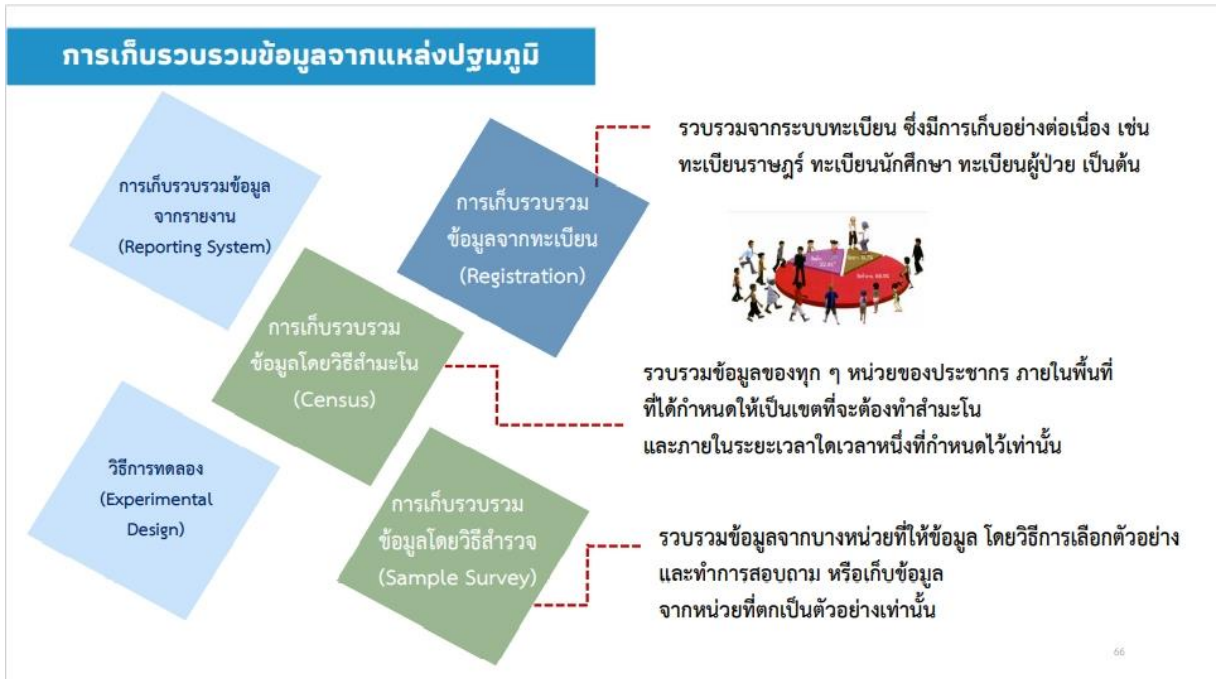 การเก็บรวบรวมข้อมูลจากแหล่งปฐมภูมิ
การเก็บรวบรวมข้อมูล
จากรายงาน
(Reporting System)
การเก็บรวบรวม
ข้อมูลจากทะเบียน
(Registration)
รวบรวมจากระบบทะเบียน ซึ่งมีการเก็บอย่างต่อเนื่อง เช่น
ทะเบียนราษฎร์ ทะเบียนนักศึกษา ทะเบียนผู้ป่วย เป็นต้น
การเก็บรวบรวม
ข้อมูลโดยวิธีสำมะโน
(Census)
รวบรวมข้อมูลของทุก ๆ หน่วยของประชากร ภายในพื้นที่
ที่ได้กำหนดให้เป็นเขตที่จะต้องทำสำมะโน
และภายในระยะเวลาใดเวลาหนึ่งที่กำหนดไว้เท่านั้น
วิธีการทดลอง
(Experimental
Design)
การเก็บรวบรวม
ข้อมูลโดยวิธีสำรวจ
(Sample Survey)
รวบรวมข้อมูลจากบางหน่วยที่ให้ข้อมูล โดยวิธีการเลือกตัวอย่าง
และทำการสอบถาม หรือเก็บข้อมูล
จากหน่วยที่ตกเป็นตัวอย่างเท่านั้น
66